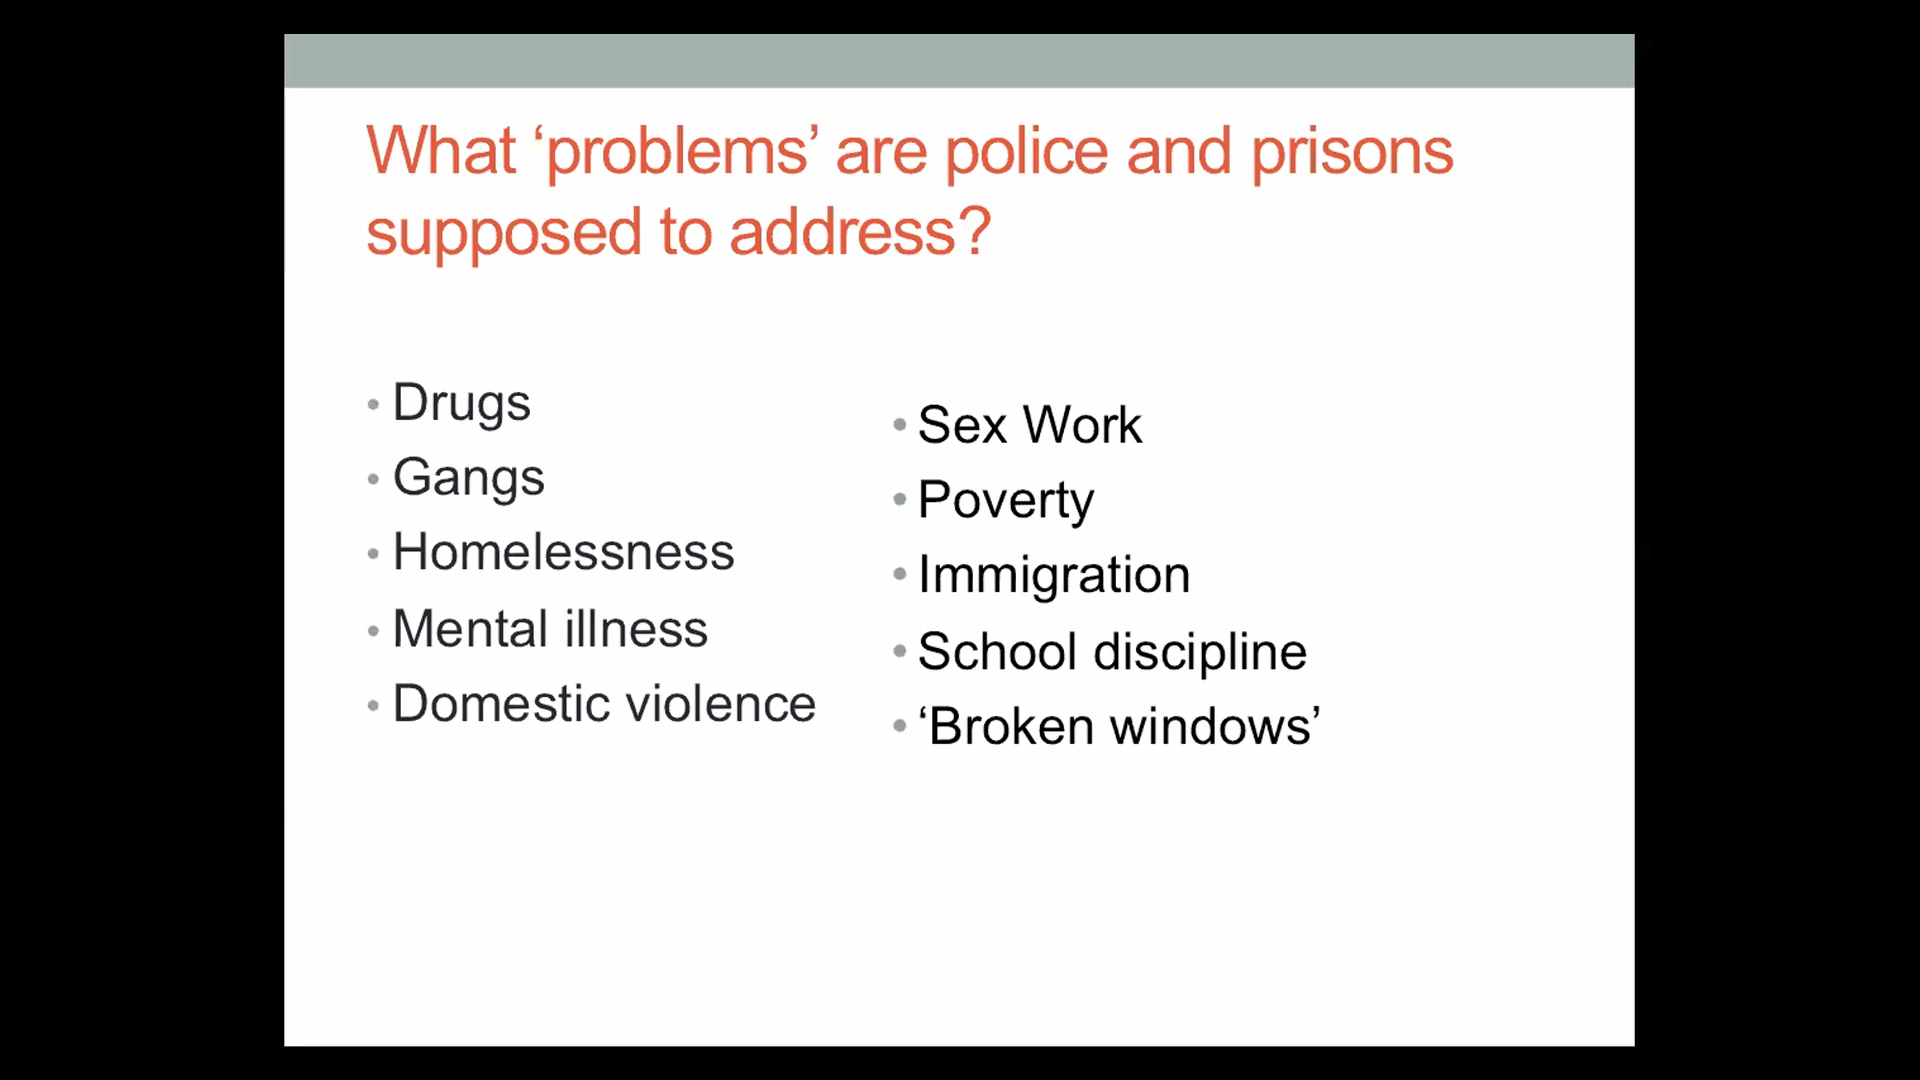 What ‘problems’ are police and prisons
supposed to address?
• Drugs
• Gangs
• Homelessness
• Mental illness
• Domestic violence
• Sex Work
• Poverty
• Immigration
• School discipline
• ‘Broken windows’